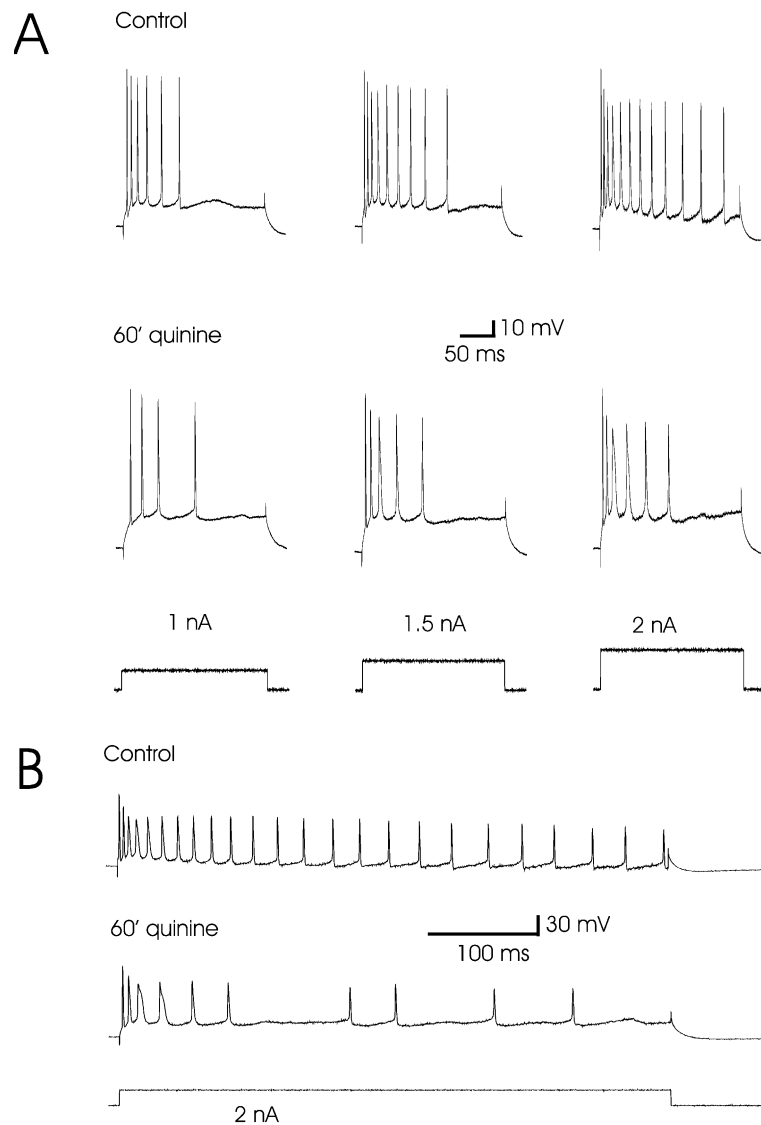 A
Control
60' quinine
10 mV
50 ms
1 nA
1.5 nA
2 nA
B
Control
60' quinine
30 mV
100 ms
2 nA